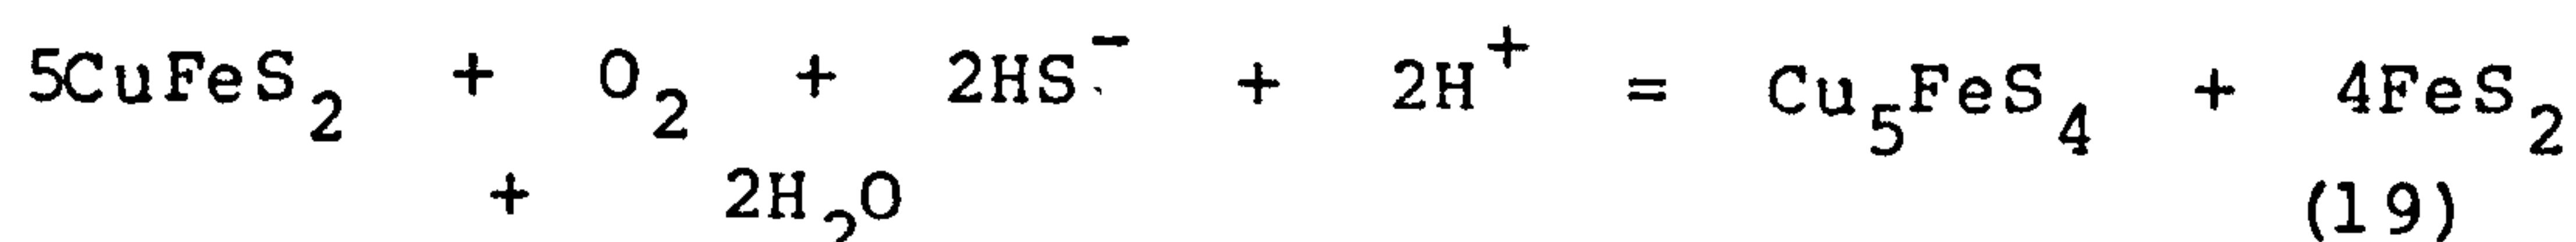 5CuFeS₂ + O₂ + 2HS⁻ + 2H⁺ = Cu₅FeS₄ + 4FeS₂
+ 2H₂O (19)